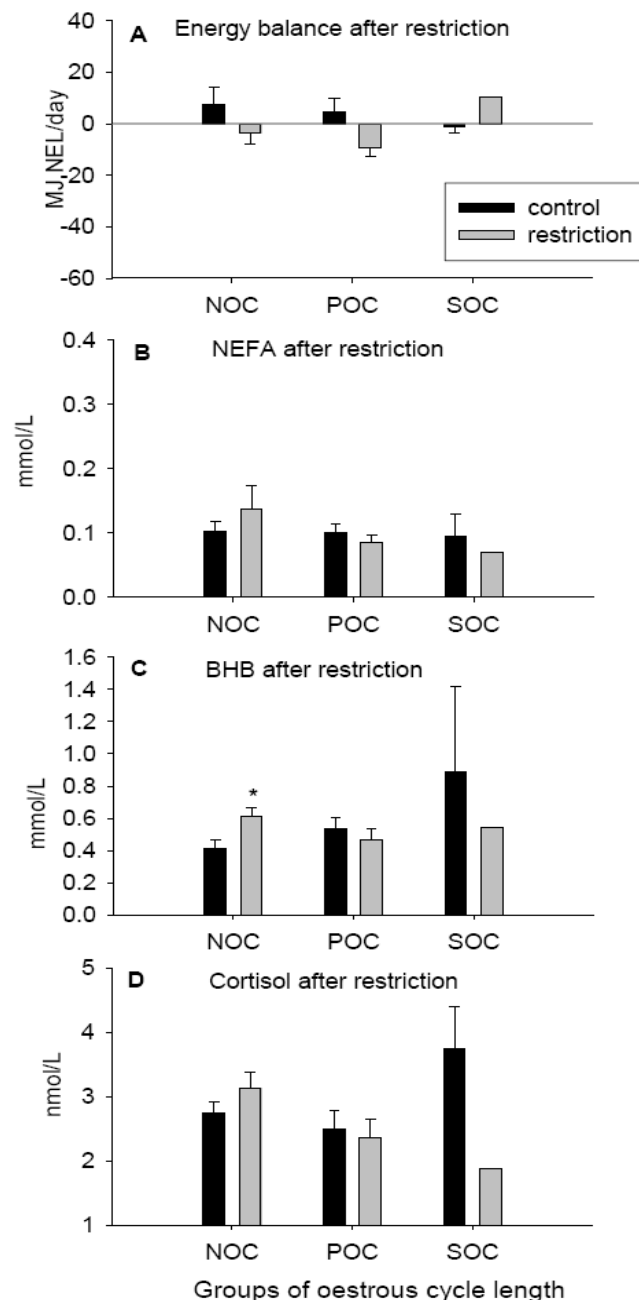 A Energy balance after restriction
MJ NEL/day
40
20
0
-20
-40
-60
control
restriction
NOC POC SOC
B NEFA after restriction
mmol/L
0.4
0.3
0.2
0.1
0.0
NOC POC SOC
C BHB after restriction
mmol/L
1.6
1.4
1.2
1.0
0.8
0.6
0.4
0.2
0.0
*
NOC POC SOC
D Cortisol after restriction
nmol/L
5
4
3
2
1
NOC POC SOC
Groups of oestrous cycle length